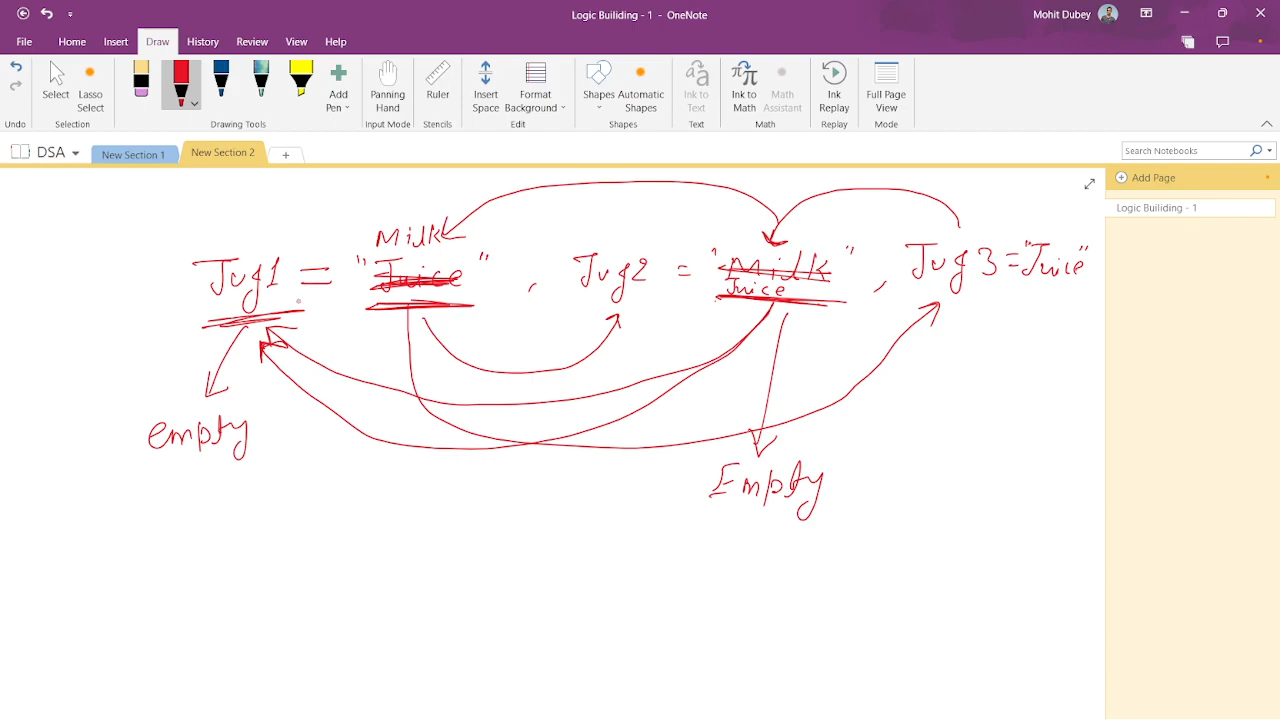 Logic Builiding - 1 - OneNote
Mohit Dubey
File Home Insert Draw History Review View Help
Select
Lasso Select
Add Pen
Panning Hand
Ruler
Insert Space
Format Background
Shapes
Automatic Shapes
Ink to Text
Ink to Math
Math Assistant
Ink Replay
Full Page View
Undo
Selection
Drawing Tools
Input Mode
Stencils
Edit
Shapes
Text
Math
Replay
Mode
DSA
New Section 1
New Section 2
Search Notebooks
Add Page
Logic Builiding - 1
Milk
Jug1 = "Juice" , Jug2 = "Milk" , Jug3="Juice"
Juice
empty
Empty